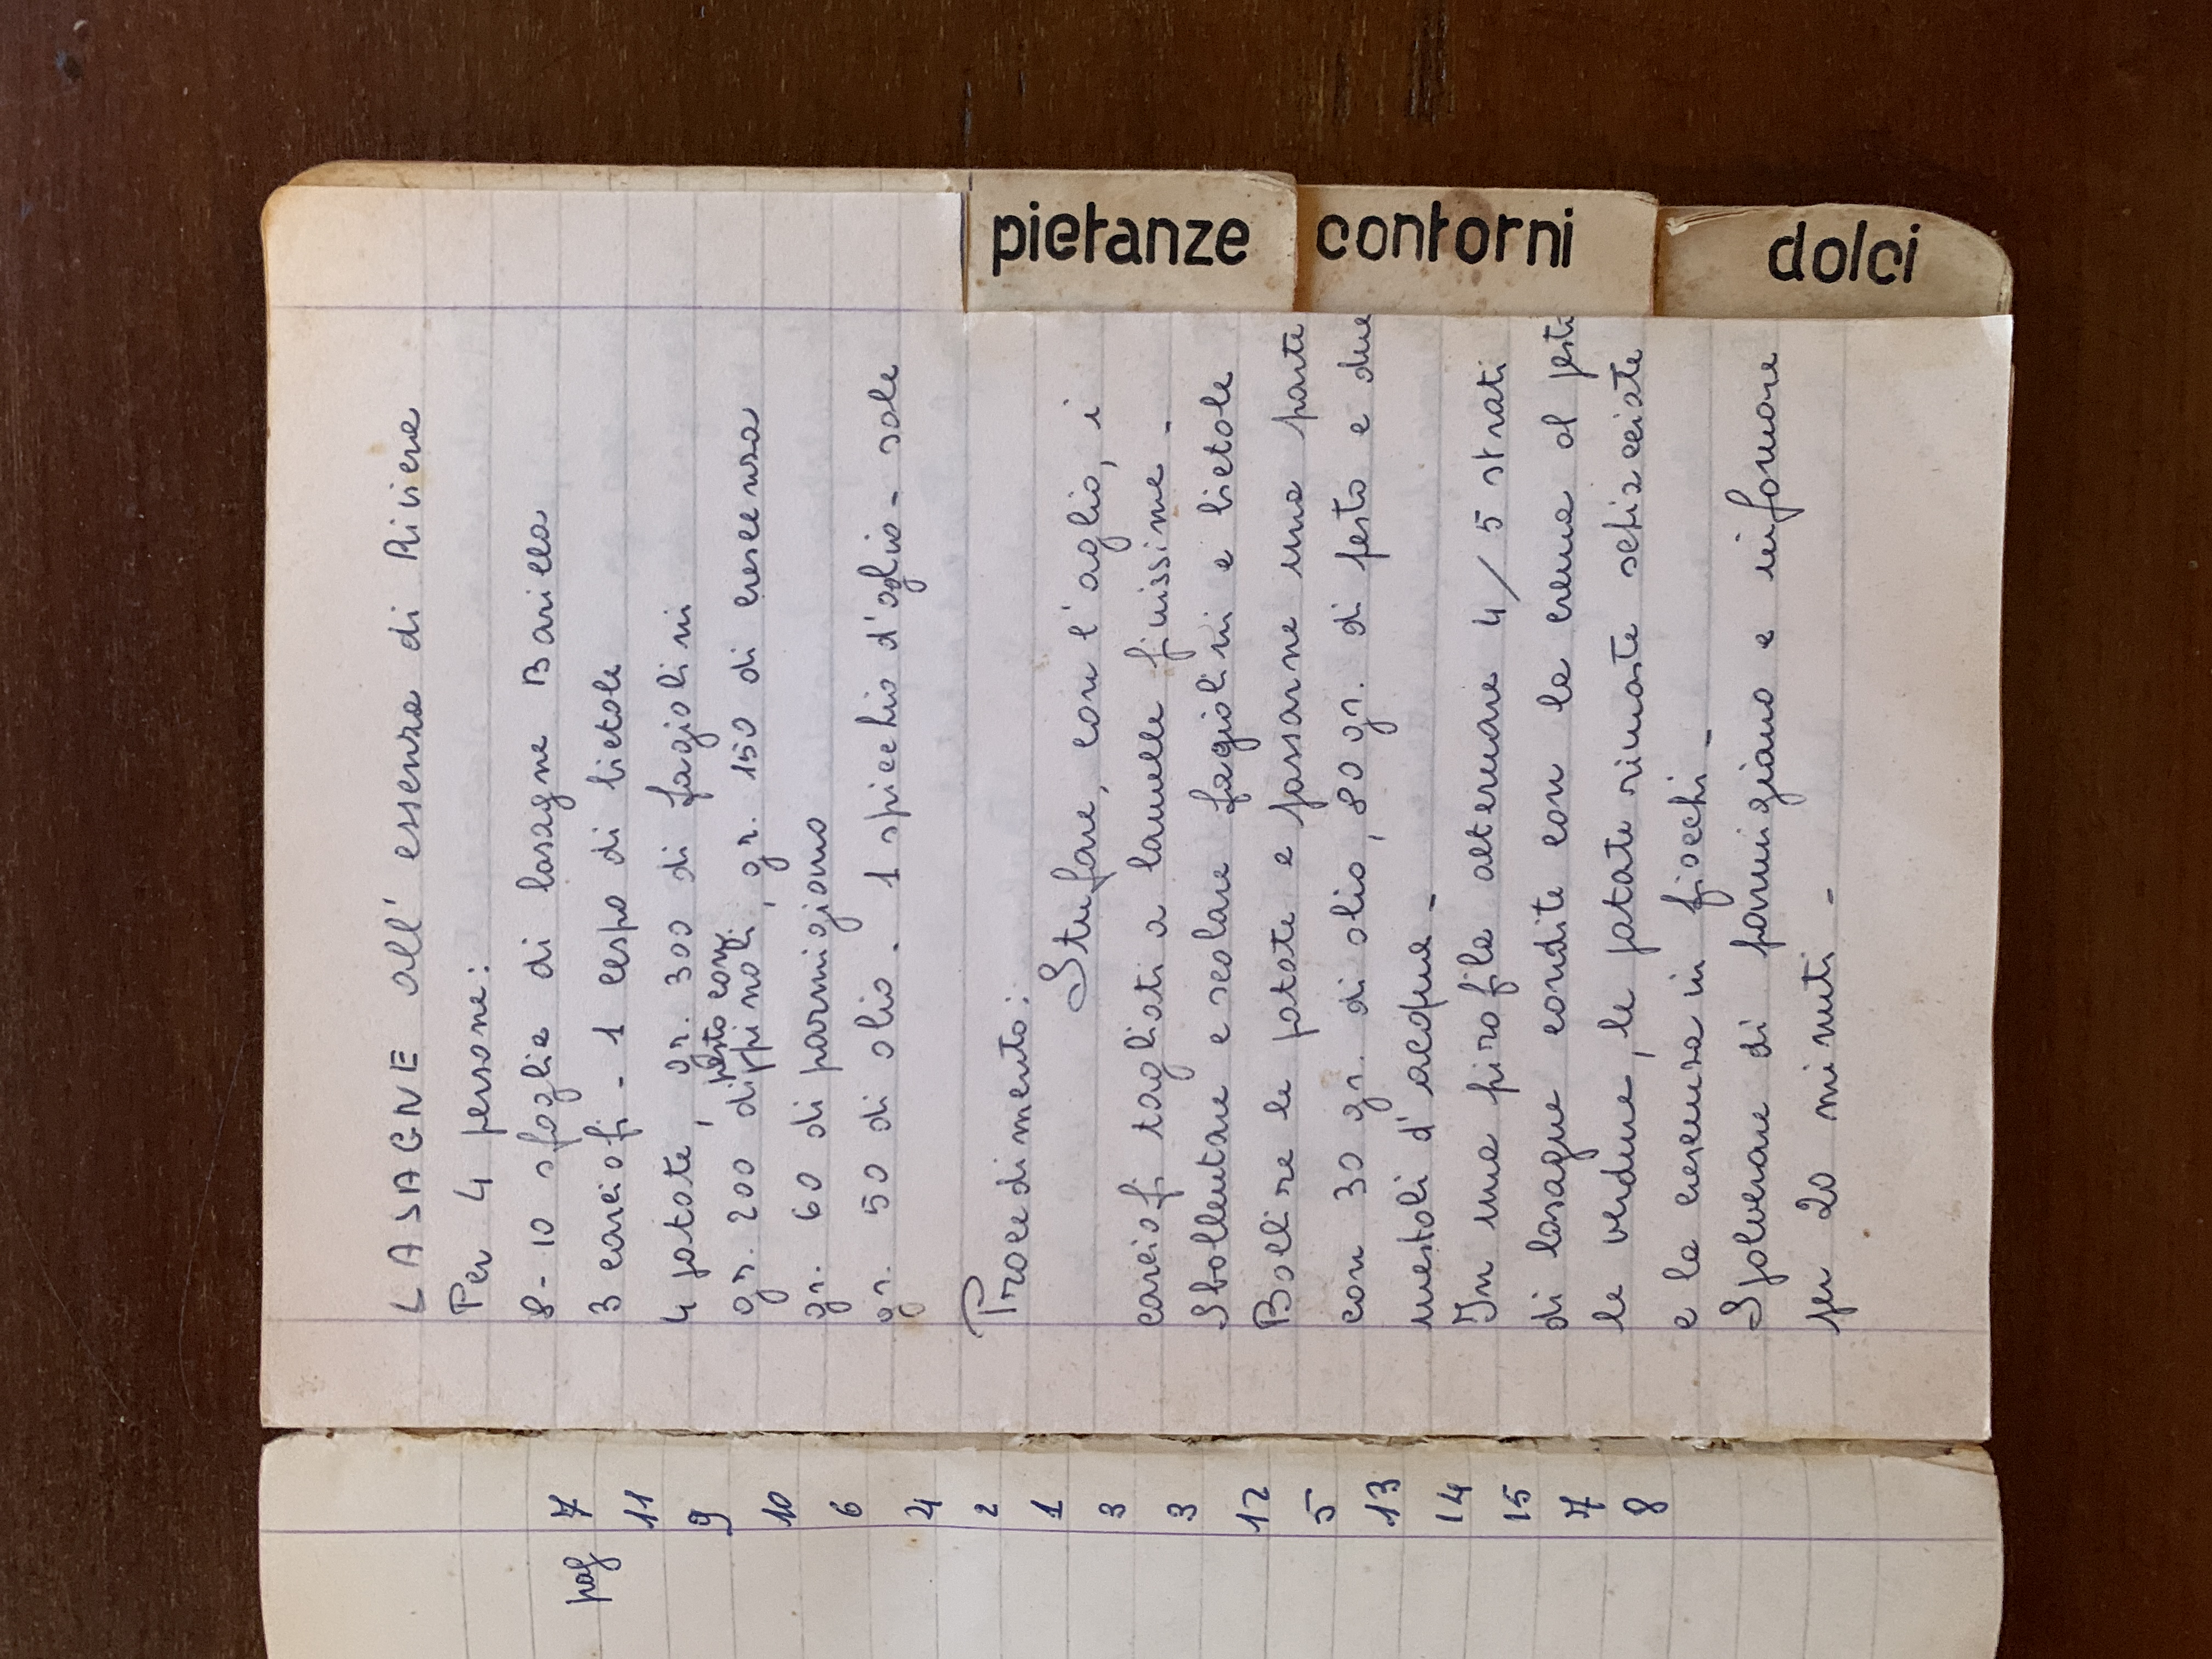 pag 7
11
9
10
6
4
2
1
3
3
12
5
13
14
15
7
8
LASAGNE all' essenza di Riviera
Per 4 persone:
8-10 sfoglie di lasagne Barilla
3 carciofi - 1 cespo di bietole
4 patate, gr. 300 di fagiolini
pesto con
gr. 200 di pinoli, gr. 150 di crescenza
gr. 60 di parmigiano
gr. 50 di olio. 1 spicchio d'aglio - sale
Procedimento:
Stufare, con l'aglio, i
carciofi tagliati a lamelle finissime -
Sbollentare e scolare fagiolini e bietole
Bollire le patate e passarne una parte
con 30 gr. di olio, 80 gr. di pesto e due
mestoli d'acqua -
In una pirofila alternare 4/5 strati
di lasagne condite con la crema al pesto
le verdure, le patate rimaste schiacciate
e la crescenza in fiocchi -
Spolverare di parmigiano e infornare
per 20 minuti -
pietanze
contorni
dolci